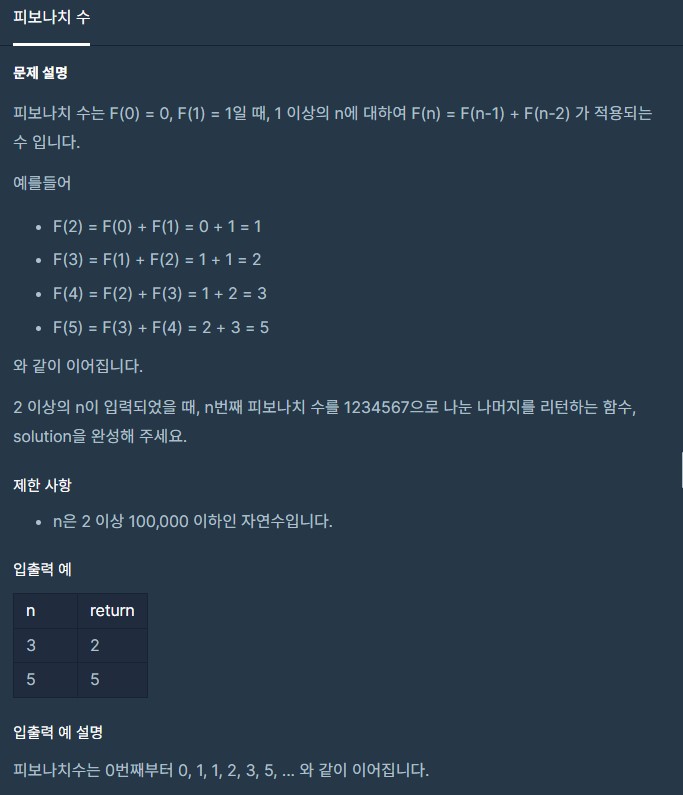 피보나치 수
문제 설명
피보나치 수는 F(0) = 0, F(1) = 1일 때, 1 이상의 n에 대하여 F(n) = F(n-1) + F(n-2) 가 적용되는
수 입니다.
예를들어
• F(2) = F(0) + F(1) = 0 + 1 = 1
• F(3) = F(1) + F(2) = 1 + 1 = 2
• F(4) = F(2) + F(3) = 1 + 2 = 3
• F(5) = F(3) + F(4) = 2 + 3 = 5
와 같이 이어집니다.
2 이상의 n이 입력되었을 때, n번째 피보나치 수를 1234567으로 나눈 나머지를 리턴하는 함수,
solution을 완성해 주세요.
제한 사항
• n은 2 이상 100,000 이하인 자연수입니다.
입출력 예
n return
3 2
5 5
입출력 예 설명
피보나치수는 0번째부터 0, 1, 1, 2, 3, 5, ... 와 같이 이어집니다.